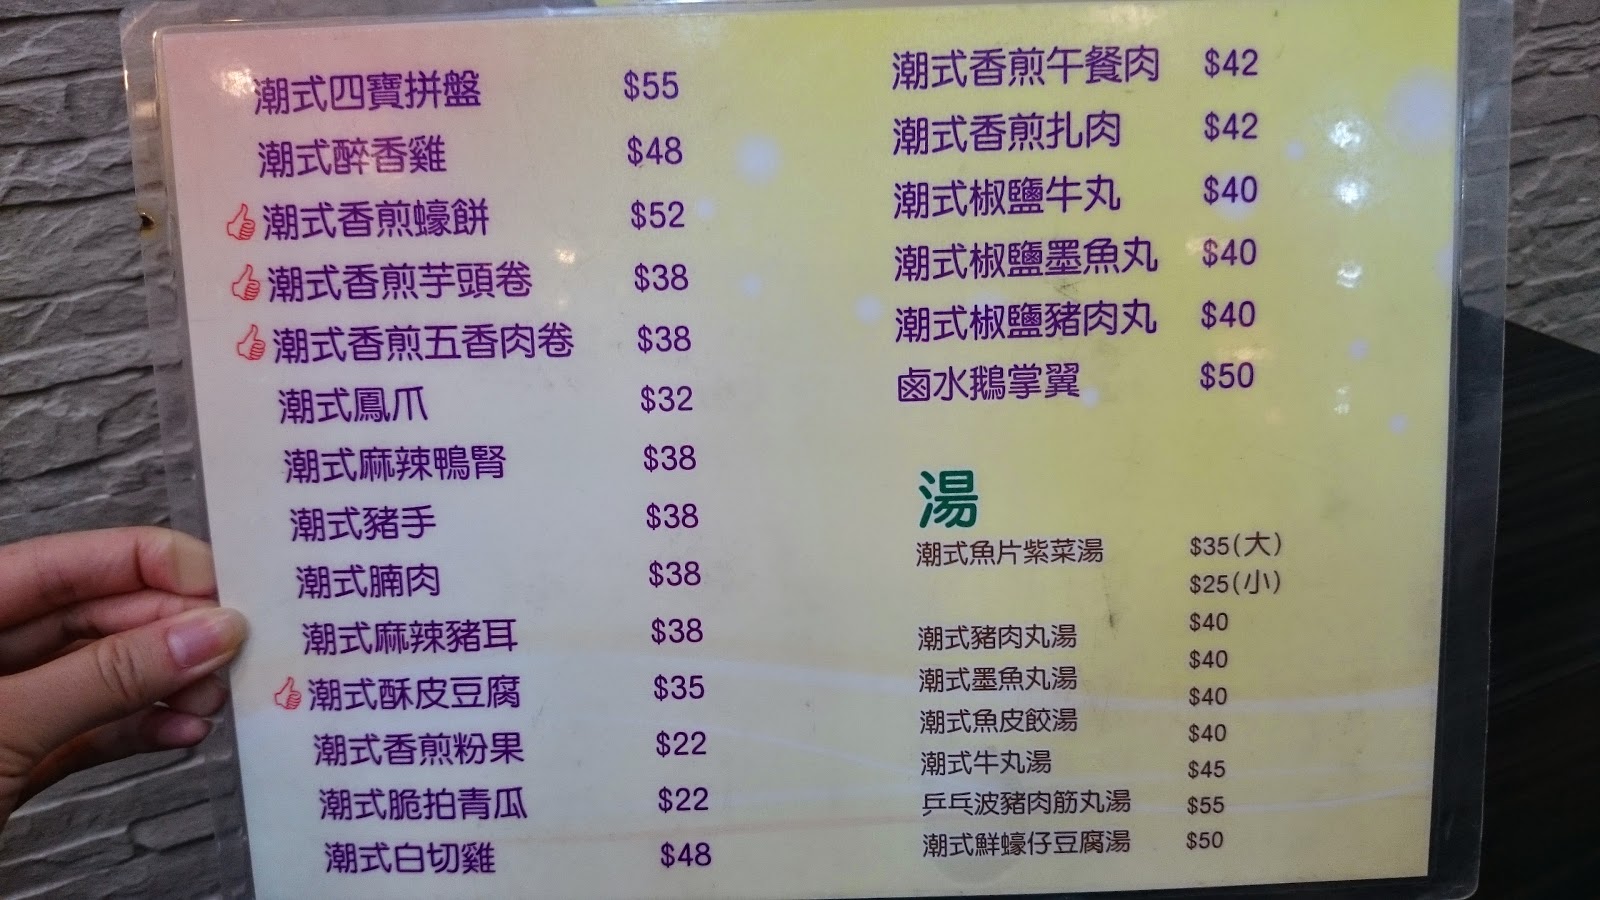 潮式四寶拼盤 $55
潮式醉香雞 $48
潮式香煎蠔餅 $52
潮式香煎芋頭卷 $38
潮式香煎五香肉卷 $38
潮式鳳爪 $32
潮式麻辣鴨腎 $38
潮式豬手 $38
潮式腩肉 $38
潮式麻辣豬耳 $38
潮式酥皮豆腐 $35
潮式香煎粉果 $22
潮式脆拍青瓜 $22
潮式白切雞 $48
潮式香煎午餐肉 $42
潮式香煎扎肉 $42
潮式椒鹽牛丸 $40
潮式椒鹽墨魚丸 $40
潮式椒鹽豬肉丸 $40
鹵水鵝掌翼 $50
湯
潮式魚片紫菜湯 $35(大)
$25(小)
$40
潮式豬肉丸湯
$40
潮式墨魚丸湯
$40
潮式魚皮餃湯
$40
潮式牛丸湯
$45
乒乓波豬肉筋丸湯 $55
潮式鮮蠔仔豆腐湯 $50